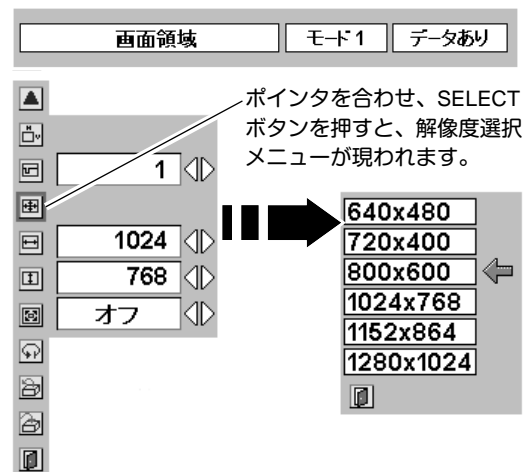 画面領域
モード1
データあり
ポインタを合わせ、SELECT
ボタンを押すと、解像度選択
メニューが現われます。
H
V
1
1024
768
オフ
640x480
720x400
800x600
1024x768
1152x864
1280x1024